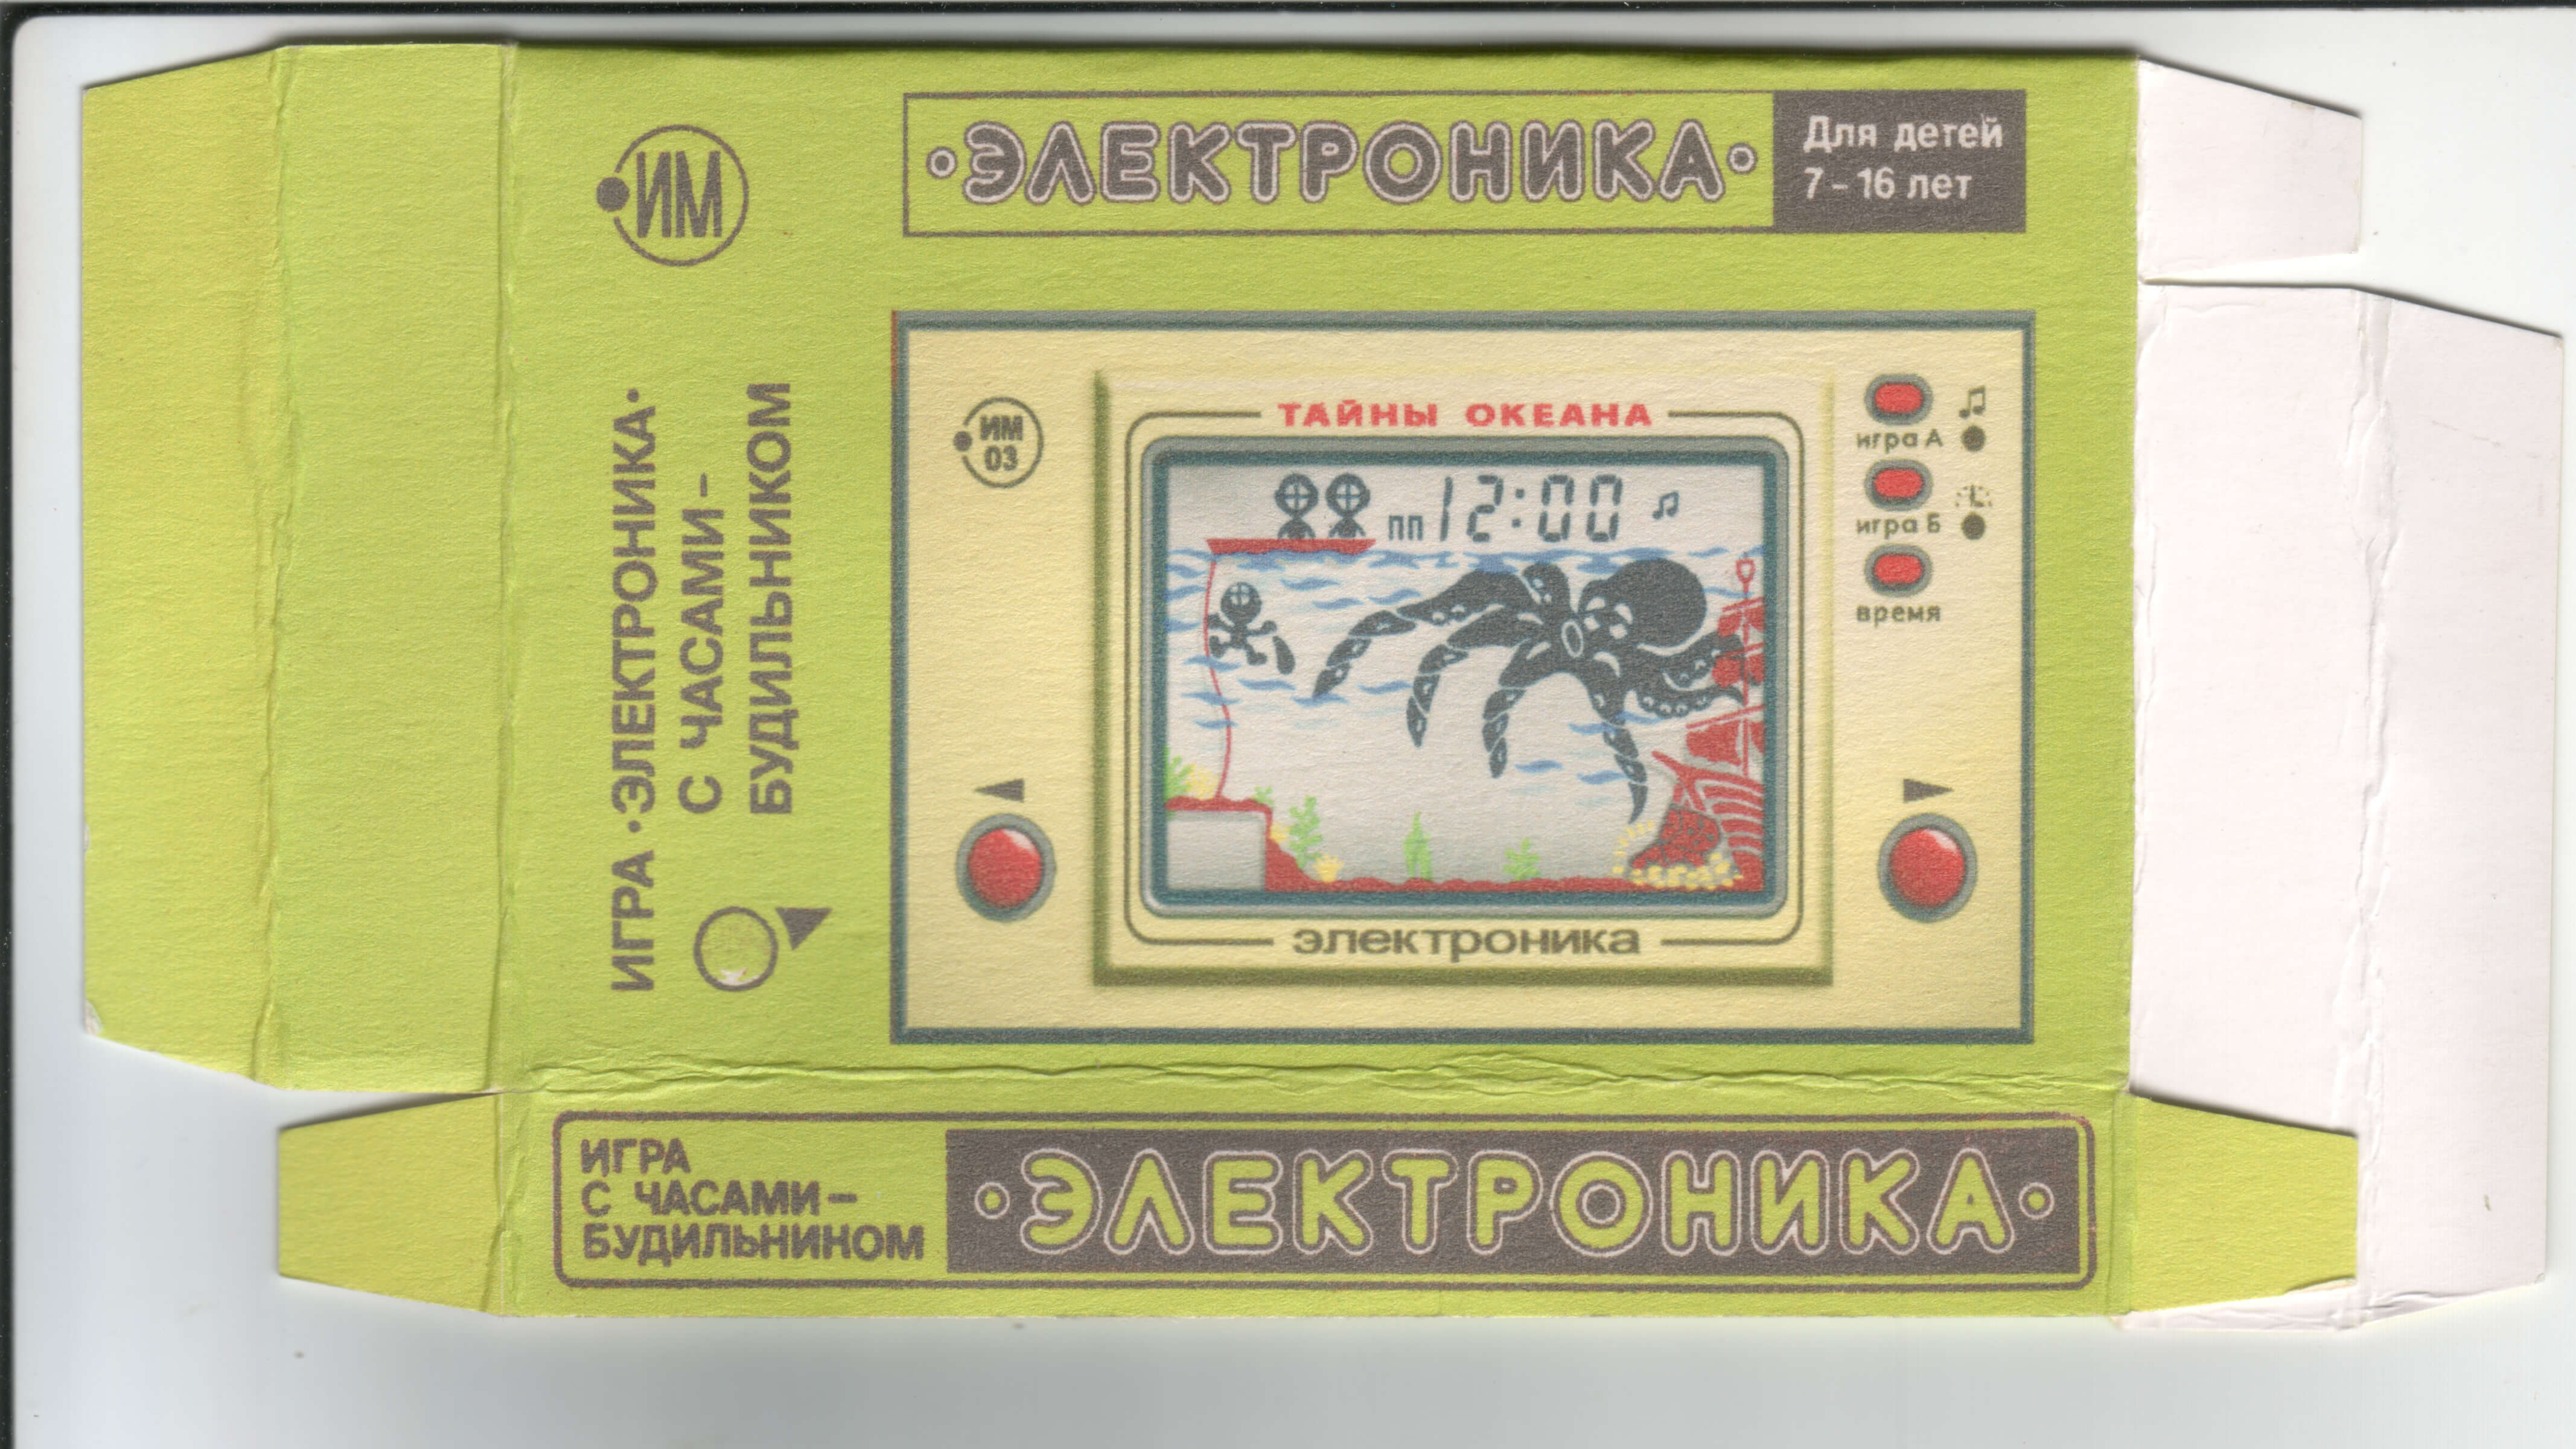 ИМ
•ЭЛЕКТРОНИКА•
Для детей
7-16 лет
ИГРА •ЭЛЕКТРОНИКА•
С ЧАСАМИ-
БУДИЛЬНИКОМ
ИМ
03
ТАЙНЫ ОКЕАНА
пп 12:00
игра А
игра Б
время
электроника
ИГРА
С ЧАСАМИ-
БУДИЛЬНИНОМ
•ЭЛЕКТРОНИКА•